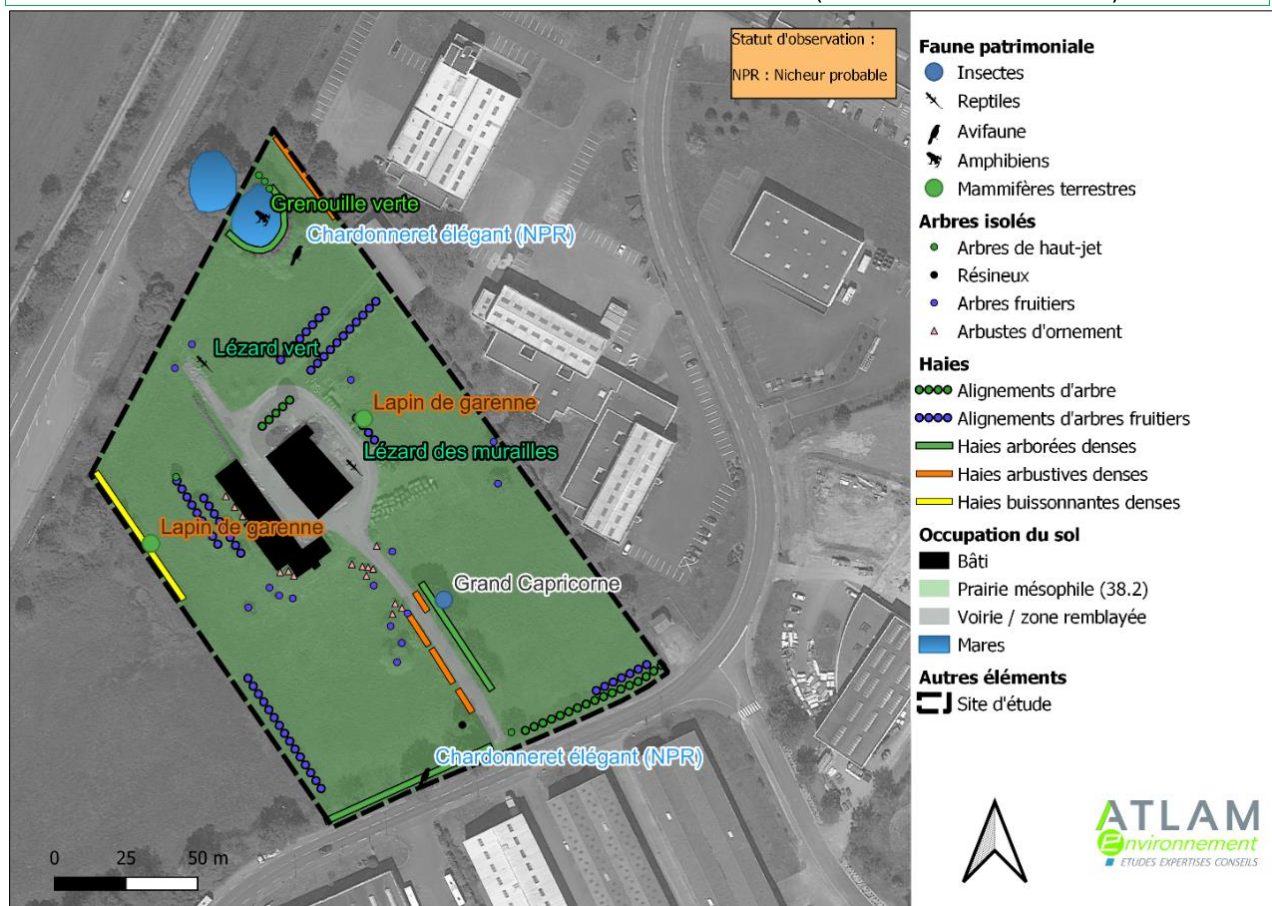 Statut d'observation :
NPR : Nicheur probable
Grenouille verte
Chardonneret élégant (NPR)
Lézard vert
Lapin de garenne
Lézard des murailles
Lapin de garenne
Grand Capricorne
Chardonneret élégant (NPR)
0 25 50 m
Faune patrimoniale
Insectes
Reptiles
Avifaune
Amphibiens
Mammifères terrestres
Arbres isolés
Arbres de haut-jet
Résineux
Arbres fruitiers
Arbustes d'ornement
Haies
Alignements d'arbre
Alignements d'arbres fruitiers
Haies arborées denses
Haies arbustives denses
Haies buissonnantes denses
Occupation du sol
Bâti
Prairie mésophile (38.2)
Voirie / zone remblayée
Mares
Autres éléments
Site d'étude
ATLAM
Environnement
ETUDES EXPERTISES CONSEILS